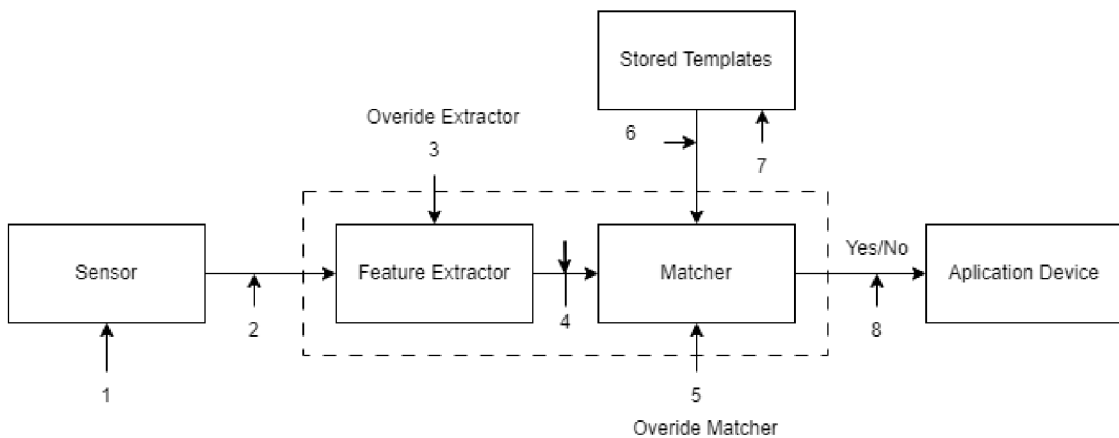 Stored Templates
Overide Extractor
3
6
7
Sensor
Feature Extractor
Matcher
Yes/No
Aplication Device
1
2
4
5
8
Overide Matcher